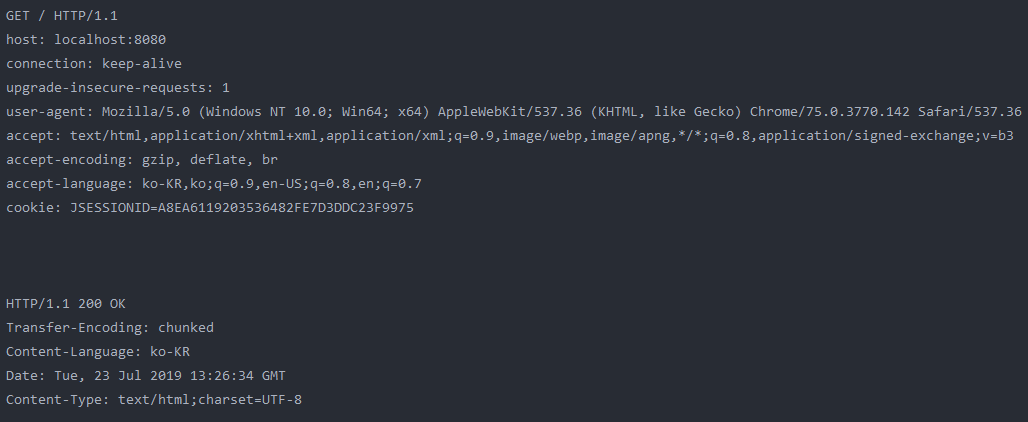 GET / HTTP/1.1
host: localhost:8080
connection: keep-alive
upgrade-insecure-requests: 1
user-agent: Mozilla/5.0 (Windows NT 10.0; Win64; x64) AppleWebKit/537.36 (KHTML, like Gecko) Chrome/75.0.3770.142 Safari/537.36
accept: text/html,application/xhtml+xml,application/xml;q=0.9,image/webp,image/apng,*/*;q=0.8,application/signed-exchange;v=b3
accept-encoding: gzip, deflate, br
accept-language: ko-KR,ko;q=0.9,en-US;q=0.8,en;q=0.7
cookie: JSESSIONID=A8EA6119203536482FE7D3DDC23F9975
HTTP/1.1 200 OK
Transfer-Encoding: chunked
Content-Language: ko-KR
Date: Tue, 23 Jul 2019 13:26:34 GMT
Content-Type: text/html;charset=UTF-8